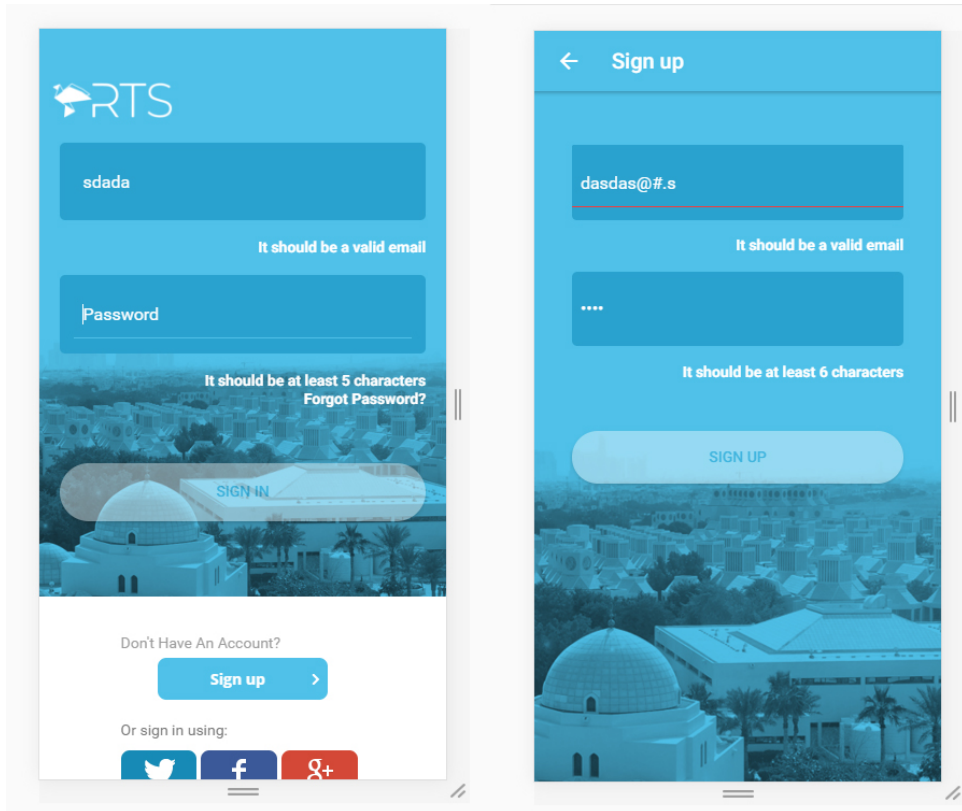 RTS
sdada
It should be a valid email
Password
It should be at least 5 characters
Forgot Password?
SIGN IN
Don't Have An Account?
Sign up
Or sign in using:
f
g+
Sign up
dasdas@#.s
It should be a valid email
••••
It should be at least 6 characters
SIGN UP